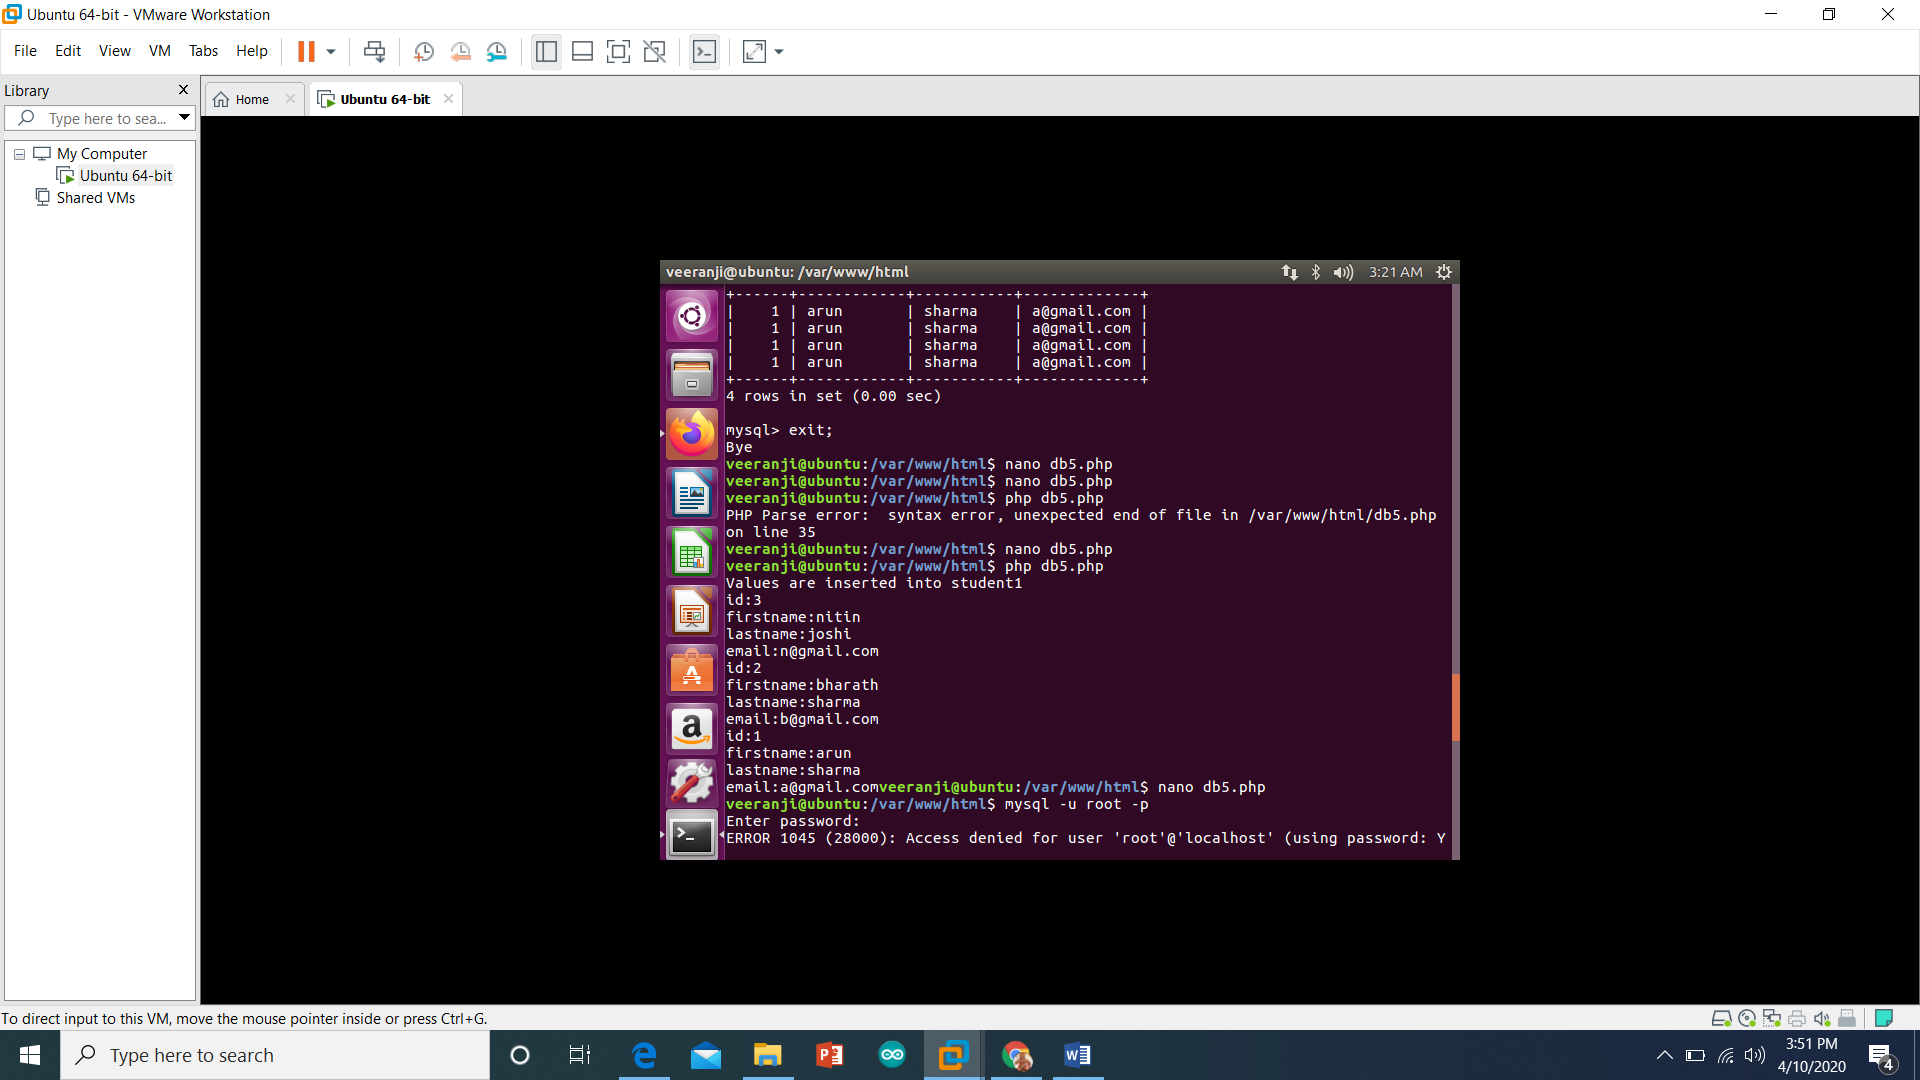 Ubuntu 64-bit - VMware Workstation
File Edit View VM Tabs Help
Library
Home
Ubuntu 64-bit
Type here to sea...
My Computer
Ubuntu 64-bit
Shared VMs
veeranji@ubuntu: /var/www/html
3:21 AM
+------+------------+-----------+-------------+
|    1 | arun       | sharma    | a@gmail.com |
|    1 | arun       | sharma    | a@gmail.com |
|    1 | arun       | sharma    | a@gmail.com |
|    1 | arun       | sharma    | a@gmail.com |
+------+------------+-----------+-------------+
4 rows in set (0.00 sec)
mysql> exit;
Bye
veeranji@ubuntu:/var/www/html$ nano db5.php
veeranji@ubuntu:/var/www/html$ nano db5.php
veeranji@ubuntu:/var/www/html$ php db5.php
PHP Parse error:  syntax error, unexpected end of file in /var/www/html/db5.php
on line 35
veeranji@ubuntu:/var/www/html$ nano db5.php
veeranji@ubuntu:/var/www/html$ php db5.php
Values are inserted into student1
id:3
firstname:nitin
lastname:joshi
email:n@gmail.com
id:2
firstname:bharath
lastname:sharma
email:b@gmail.com
id:1
firstname:arun
lastname:sharma
email:a@gmail.comveeranji@ubuntu:/var/www/html$ nano db5.php
veeranji@ubuntu:/var/www/html$ mysql -u root -p
Enter password:
ERROR 1045 (28000): Access denied for user 'root'@'localhost' (using password: Y
To direct input to this VM, move the mouse pointer inside or press Ctrl+G.
Type here to search
3:51 PM
4/10/2020
4